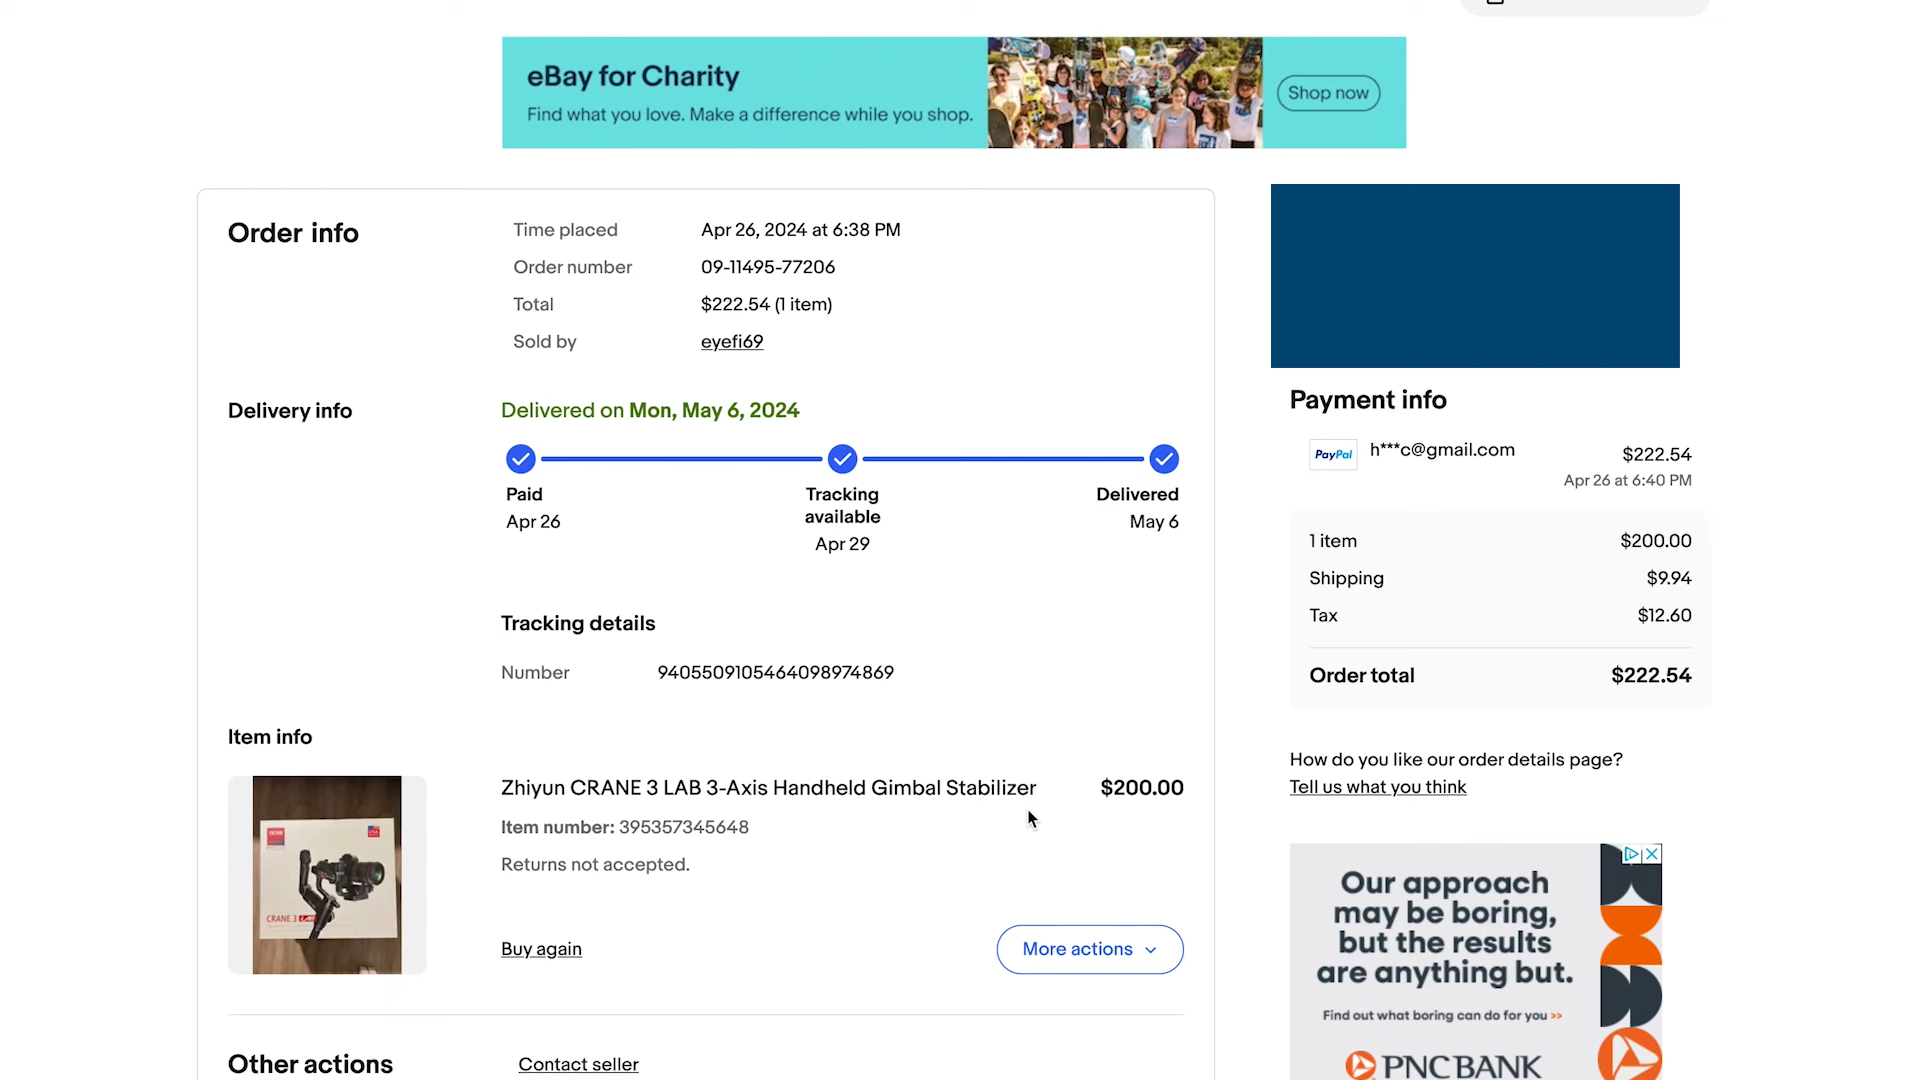 eBay for Charity
Find what you love. Make a difference while you shop.
Shop now
Order info
Time placed
Apr 26, 2024 at 6:38 PM
Order number
09-11495-77206
Total
$222.54 (1 item)
Sold by
eyefi69
Delivery info
Delivered on Mon, May 6, 2024
Paid
Apr 26
Tracking
available
Apr 29
Delivered
May 6
Tracking details
Number
9405509105464098974869
Item info
CRANE 3 LAB
Zhiyun CRANE 3 LAB 3-Axis Handheld Gimbal Stabilizer
$200.00
Item number: 395357345648
Returns not accepted.
Buy again
More actions
Other actions
Contact seller
Payment info
PayPal
h***c@gmail.com
$222.54
Apr 26 at 6:40 PM
1 item
$200.00
Shipping
$9.94
Tax
$12.60
Order total
$222.54
How do you like our order details page?
Tell us what you think
Our approach
may be boring,
but the results
are anything but.
Find out what boring can do for you >>
PNC BANK